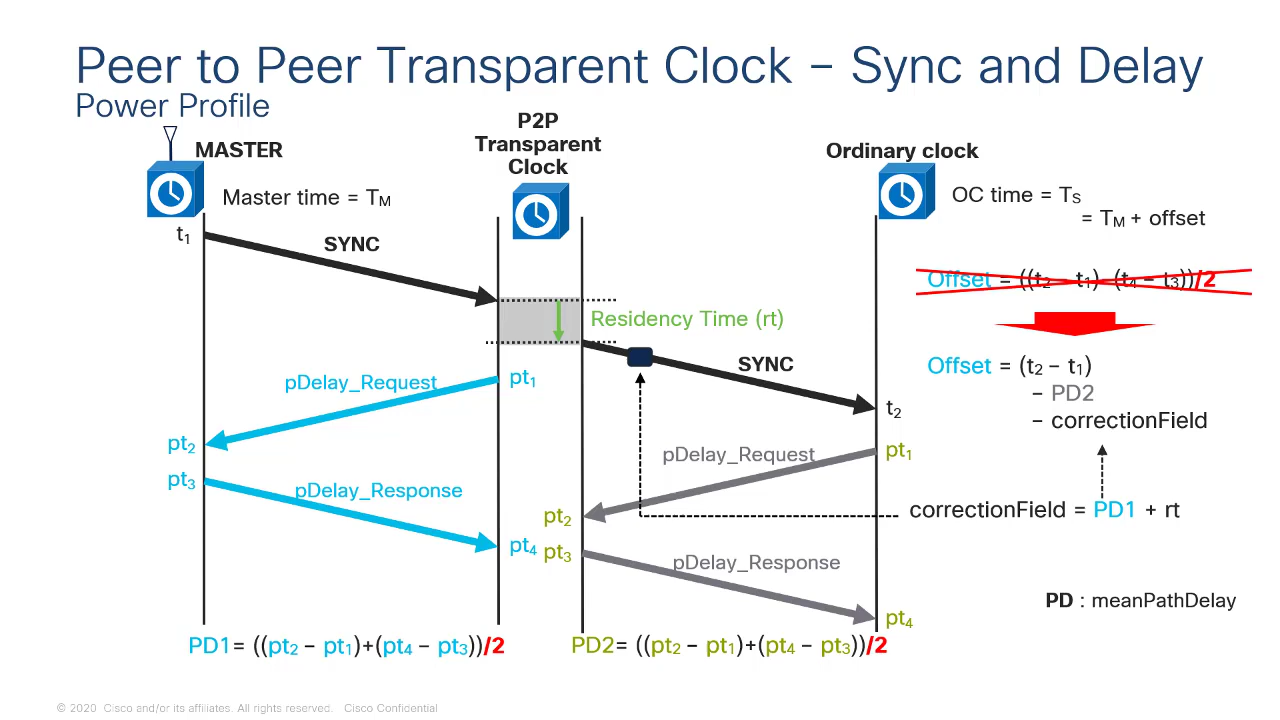 Peer to Peer Transparent Clock – Sync and Delay
Power Profile
P2P
Transparent
Clock
MASTER
Ordinary clock
Master time = TM
OC time = TS
= TM + offset
t1
SYNC
Offset = ((t2 – t1) – (t4 – t3))/2
Residency Time (rt)
SYNC
Offset = (t2 – t1)
– PD2
– correctionField
pDelay_Request
pt1
t2
pt2
pDelay_Request
pt1
pt3
pDelay_Response
pt2
correctionField = PD1 + rt
pt4
pt3
pDelay_Response
PD : meanPathDelay
pt4
PD1= ((pt2 – pt1)+(pt4 – pt3))/2
PD2= ((pt2 – pt1)+(pt4 – pt3))/2
© 2020 Cisco and/or its affiliates. All rights reserved. Cisco Confidential